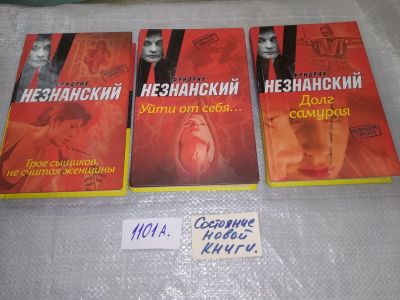 ФРИДРИХ
НЕЗНАНСКИЙ
Трое сыщиков,
не считая женщины
ФРИДРИХ
НЕЗНАНСКИЙ
Уйти от себя...
ФРИДРИХ
НЕЗНАНСКИЙ
Долг
самурая
1101А.
Состояние
новой
книги.